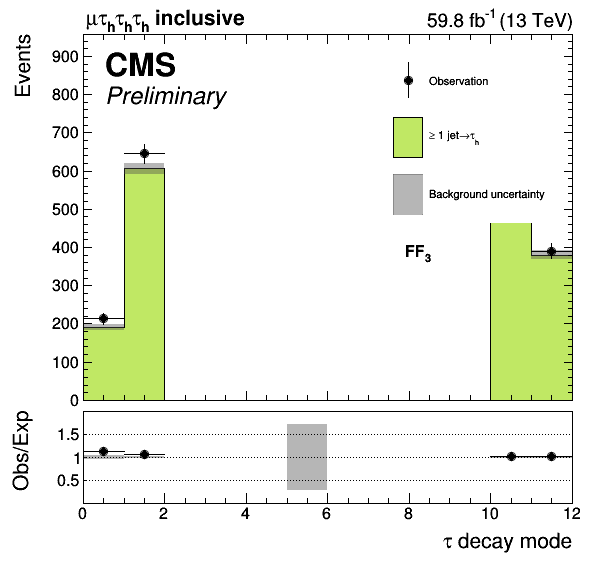 μτhτhτh inclusive
59.8 fb⁻¹ (13 TeV)
Events
CMS
Preliminary
900
800
700
600
500
400
300
200
100
0
Observation
≥ 1 jet→τh
Background uncertainty
FF3
Obs/Exp
1.5
1
0.5
0 2 4 6 8 10 12
τ decay mode